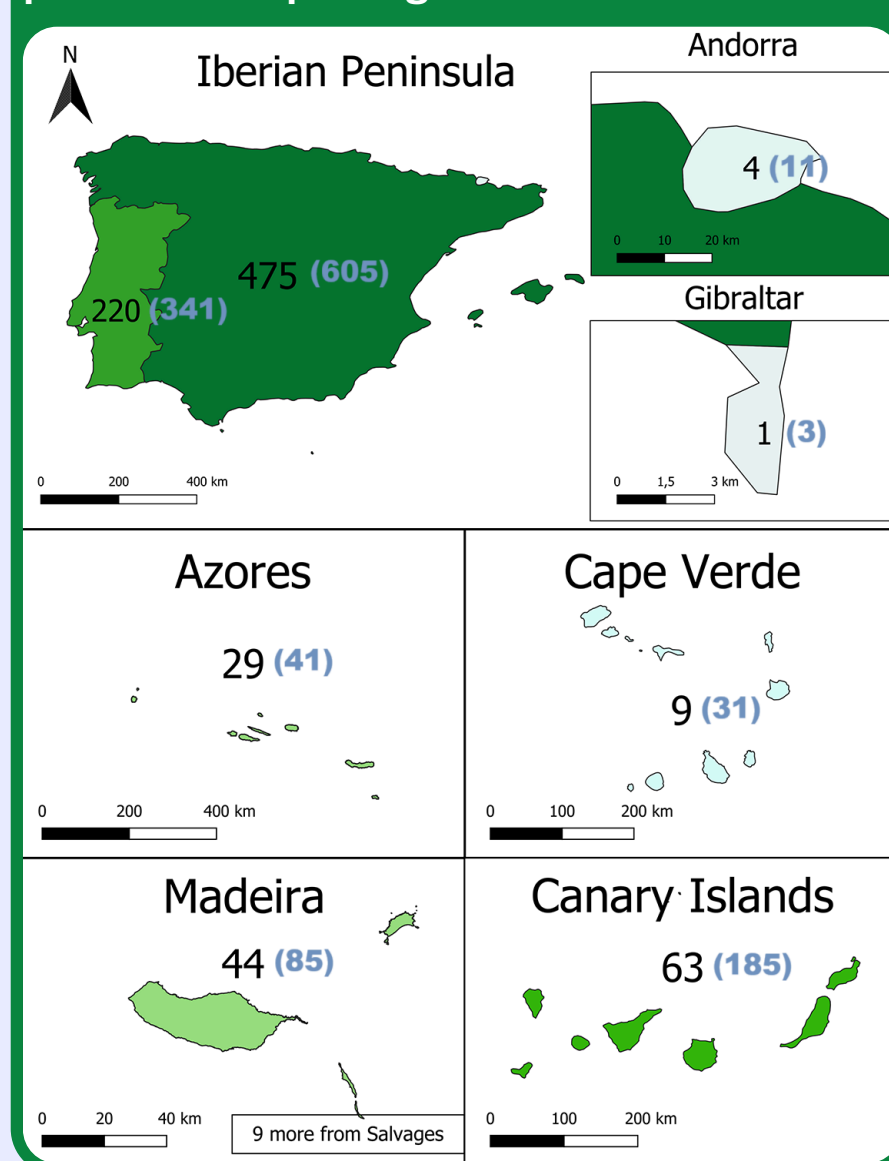 N
Iberian Peninsula
475 (605)
220 (341)
0 200 400 km
Andorra
4 (11)
0 10 20 km
Gibraltar
1 (3)
0 1,5 3 km
Azores
29 (41)
0 200 400 km
Cape Verde
9 (31)
0 100 200 km
Madeira
44 (85)
0 20 40 km
9 more from Salvages
Canary Islands
63 (185)
0 100 200 km